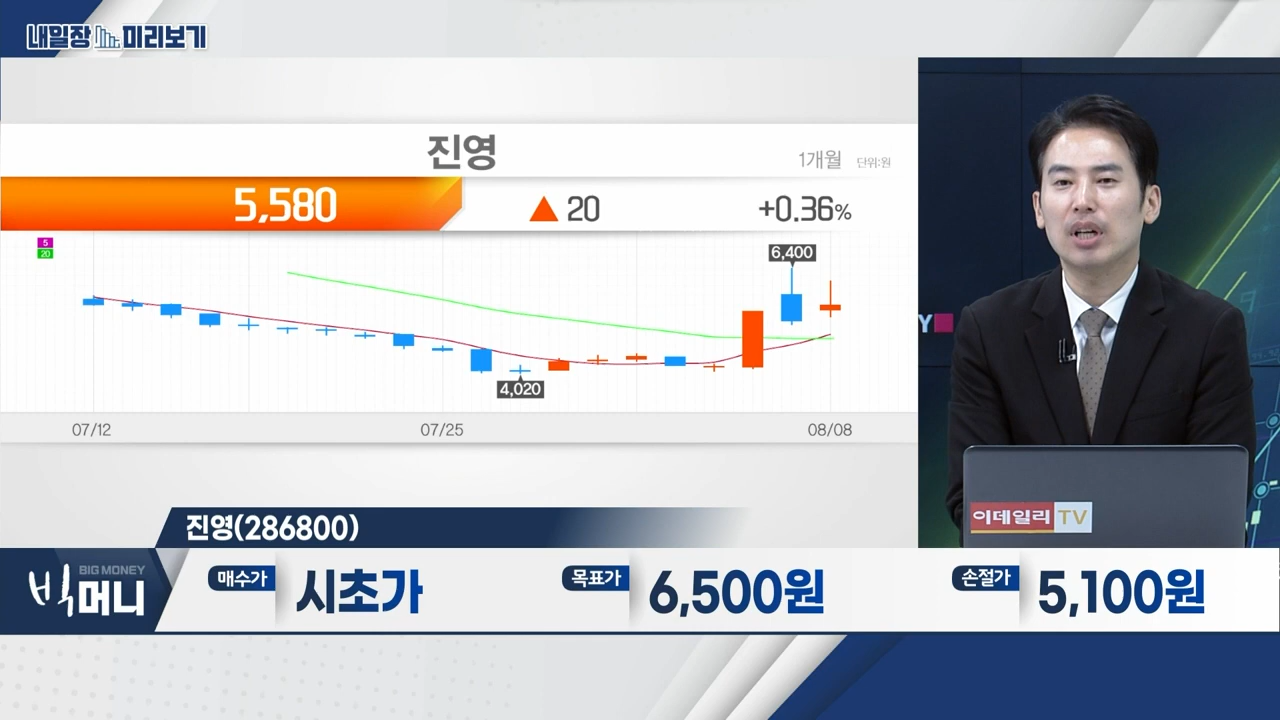 내일장 미리보기
진영
1개월 단위:원
5,580 ▲ 20 +0.36%
5
20
6,400
4,020
07/12 07/25 08/08
Y
이데일리 TV
진영(286800)
BIG MONEY
빅머니
매수가 시초가 목표가 6,500원 손절가 5,100원